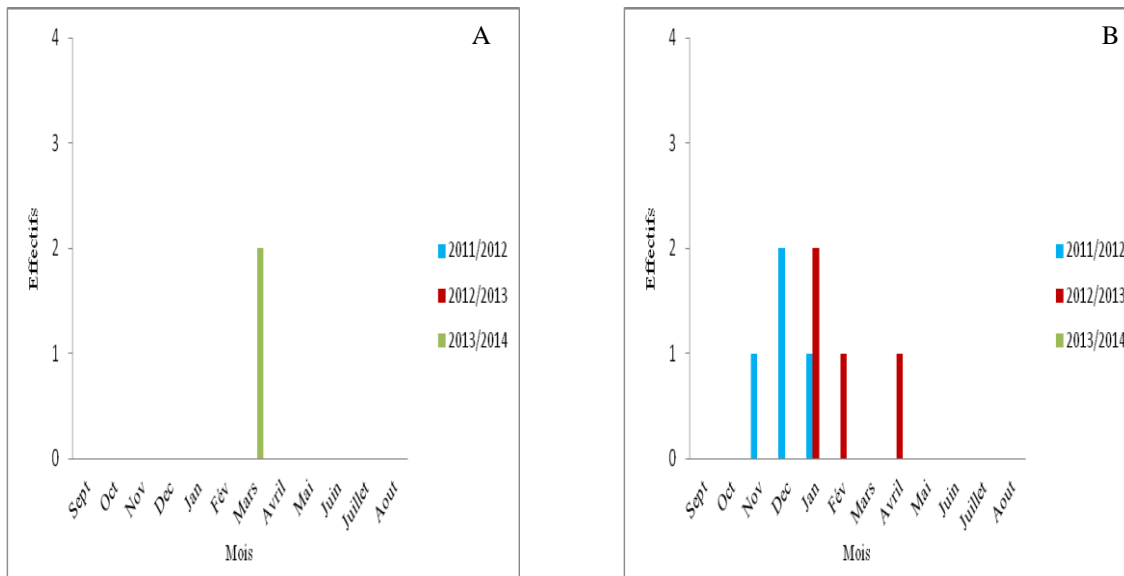 A
4
3
2
1
0
Effectifs
2011/2012
2012/2013
2013/2014
Sept
Oct
Nov
Dec
Jan
Fév
Mars
Avril
Mai
Juin
Juillet
Aout
Mois
B
4
3
2
1
0
Effectifs
2011/2012
2012/2013
2013/2014
Sept
Oct
Nov
Dec
Jan
Fév
Mars
Avril
Mai
Juin
Juillet
Aout
Mois